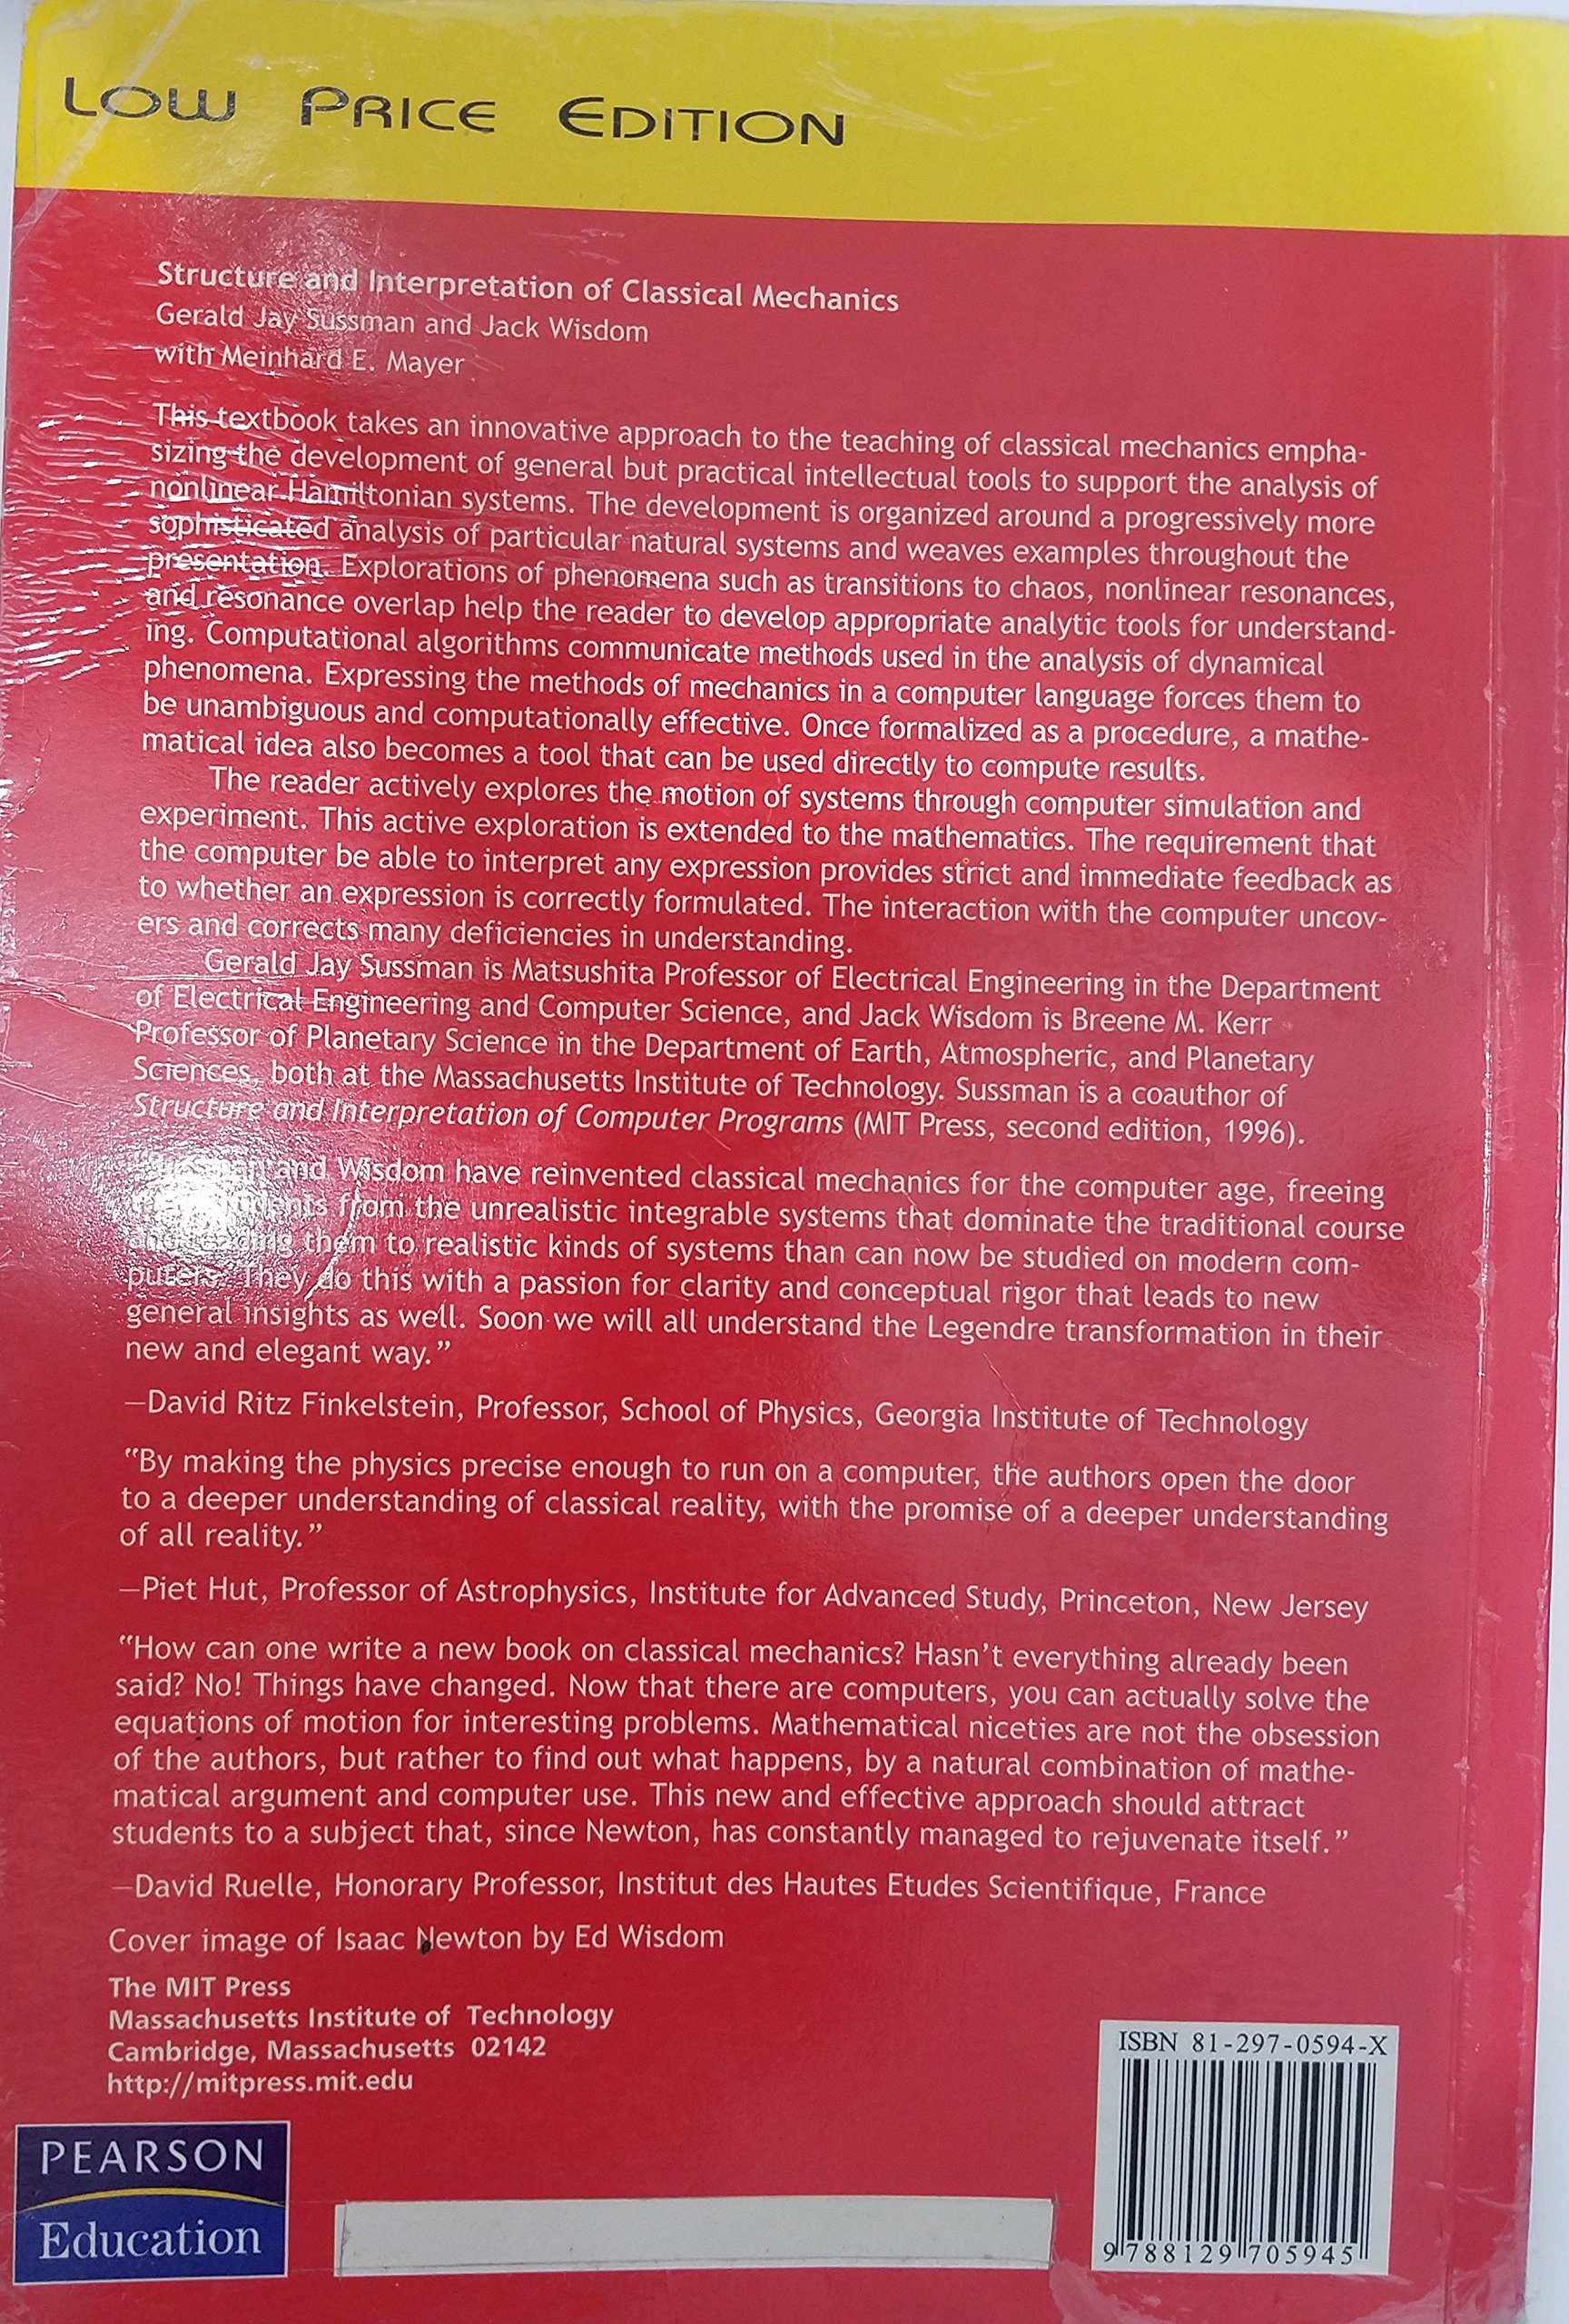 LOW PRICE EDITION
Structure and Interpretation of Classical Mechanics
Gerald Jay Sussman and Jack Wisdom
with Meinhard E. Mayer
This textbook takes an innovative approach to the teaching of classical mechanics empha-
sizing the development of general but practical intellectual tools to support the analysis of
nonlinear Hamiltonian systems. The development is organized around a progressively more
sophisticated analysis of particular natural systems and weaves examples throughout the
presentation. Explorations of phenomena such as transitions to chaos, nonlinear resonances,
and resonance overlap help the reader to develop appropriate analytic tools for understand-
ing. Computational algorithms communicate methods used in the analysis of dynamical
phenomena. Expressing the methods of mechanics in a computer language forces them to
be unambiguous and computationally effective. Once formalized as a procedure, a mathe-
matical idea also becomes a tool that can be used directly to compute results.
The reader actively explores the motion of systems through computer simulation and
experiment. This active exploration is extended to the mathematics. The requirement that
the computer be able to interpret any expression provides strict and immediate feedback as
to whether an expression is correctly formulated. The interaction with the computer uncov-
ers and corrects many deficiencies in understanding.
Gerald Jay Sussman is Matsushita Professor of Electrical Engineering in the Department
of Electrical Engineering and Computer Science, and Jack Wisdom is Breene M. Kerr
Professor of Planetary Science in the Department of Earth, Atmospheric, and Planetary
Sciences, both at the Massachusetts Institute of Technology. Sussman is a coauthor of
Structure and Interpretation of Computer Programs (MIT Press, second edition, 1996).
and Wisdom have reinvented classical mechanics for the computer age, freeing
from the unrealistic integrable systems that dominate the traditional course
them to realistic kinds of systems than can now be studied on modern com-
puters. They do this with a passion for clarity and conceptual rigor that leads to new
general insights as well. Soon we will all understand the Legendre transformation in their
new and elegant way.”
—David Ritz Finkelstein, Professor, School of Physics, Georgia Institute of Technology
“By making the physics precise enough to run on a computer, the authors open the door
to a deeper understanding of classical reality, with the promise of a deeper understanding
of all reality.”
—Piet Hut, Professor of Astrophysics, Institute for Advanced Study, Princeton, New Jersey
“How can one write a new book on classical mechanics? Hasn’t everything already been
said? No! Things have changed. Now that there are computers, you can actually solve the
equations of motion for interesting problems. Mathematical niceties are not the obsession
of the authors, but rather to find out what happens, by a natural combination of mathe-
matical argument and computer use. This new and effective approach should attract
students to a subject that, since Newton, has constantly managed to rejuvenate itself.”
—David Ruelle, Honorary Professor, Institut des Hautes Etudes Scientifique, France
Cover image of Isaac Newton by Ed Wisdom
The MIT Press
Massachusetts Institute of Technology
Cambridge, Massachusetts 02142
http://mitpress.mit.edu
ISBN 81-297-0594-X
9 788129 705945
PEARSON
Education